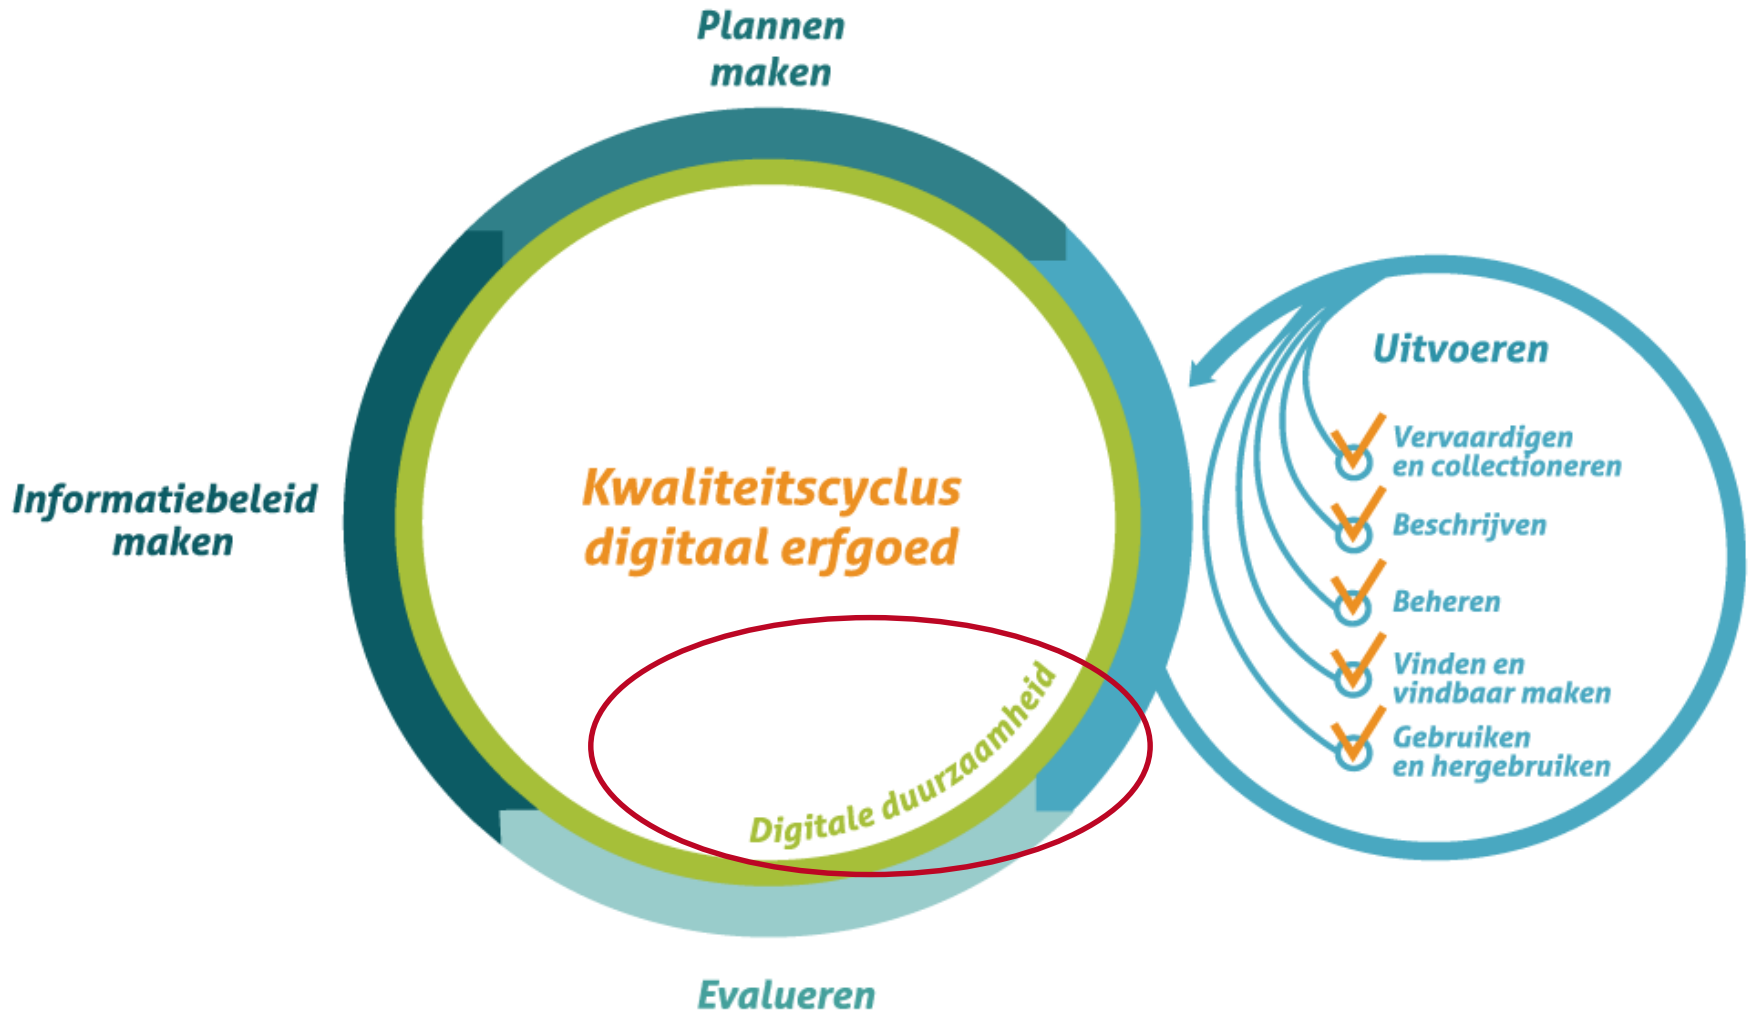 Plannen
maken
Informatiebeleid
maken
Kwaliteitscyclus
digitaal erfgoed
Digitale duurzaamheid
Evalueren
Uitvoeren
Vervaardigen
en collectioneren
Beschrijven
Beheren
Vinden en
vindbaar maken
Gebruiken
en hergebruiken